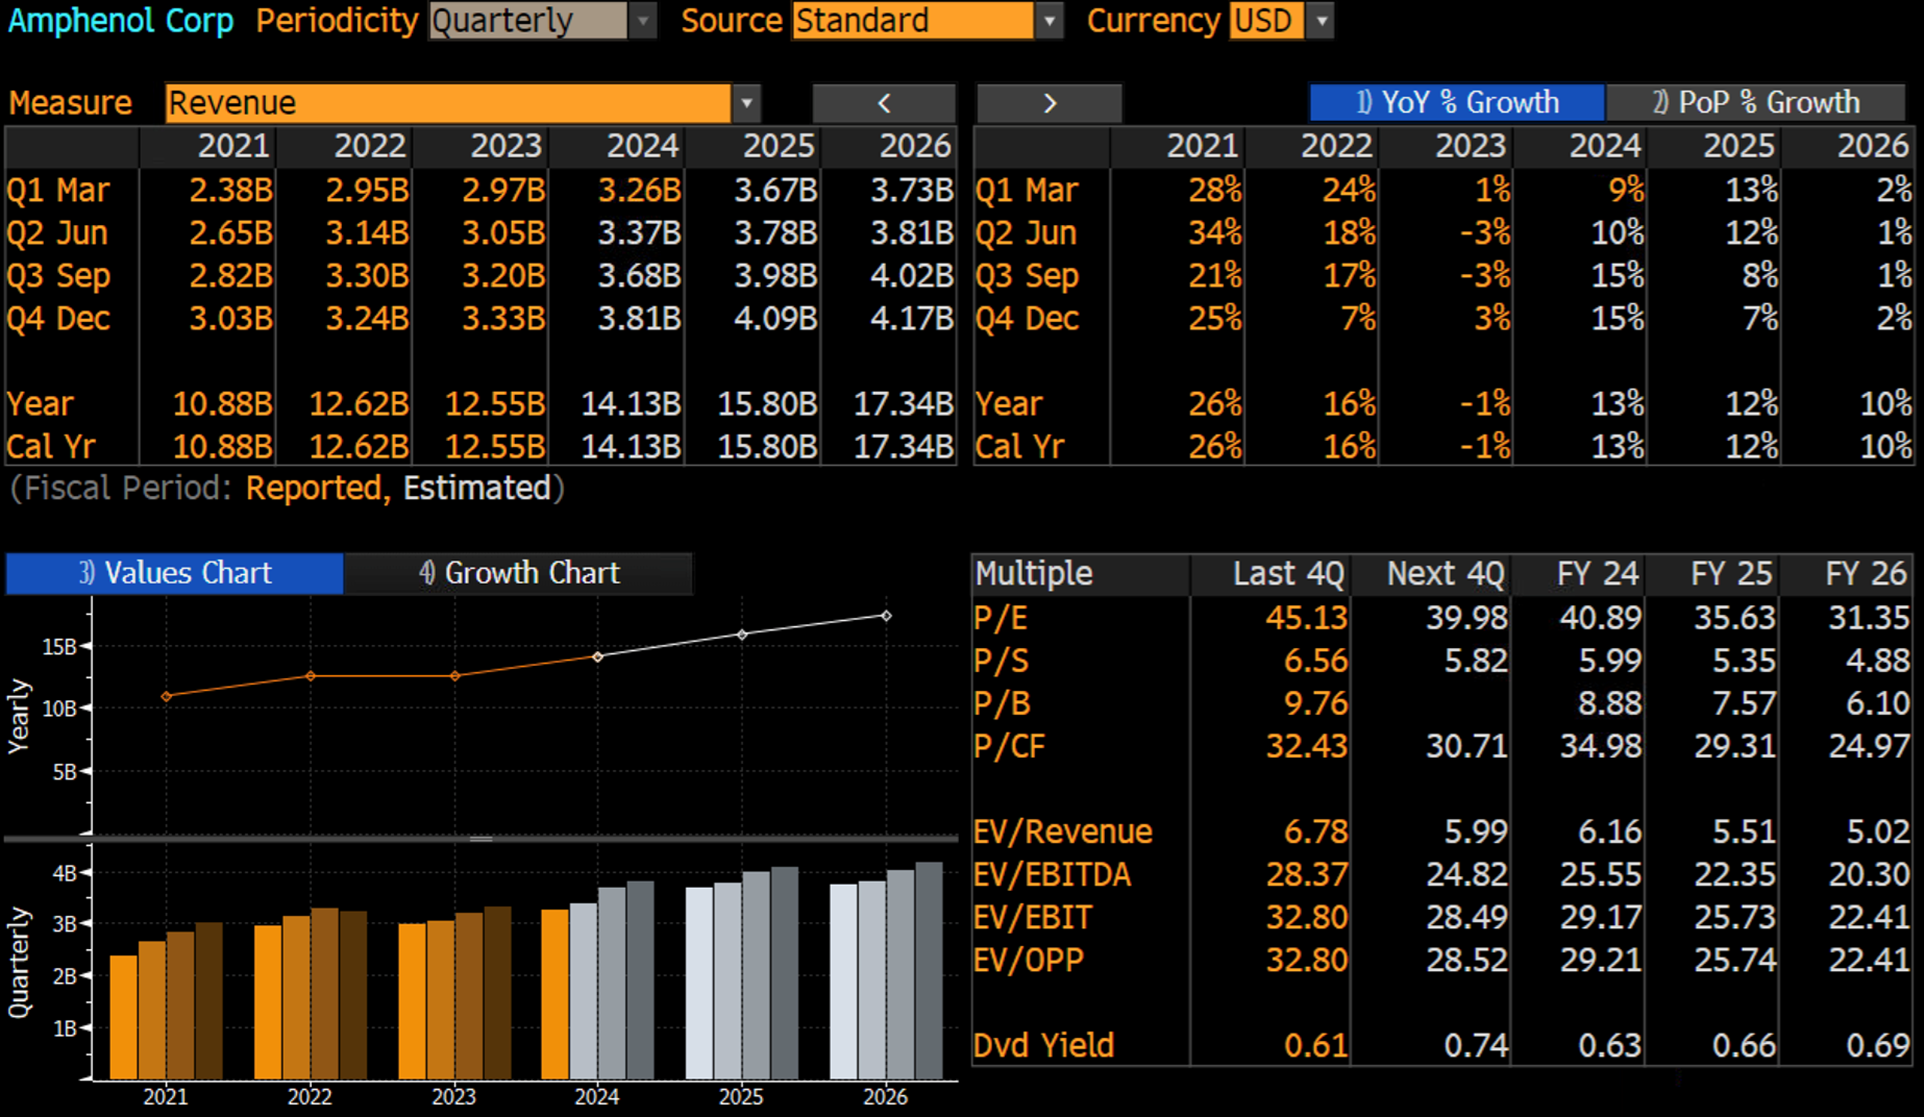 Amphenol Corp Periodicity Quarterly Source Standard Currency USD
Measure Revenue < > 1) YoY % Growth 2) PoP % Growth
2021 2022 2023 2024 2025 2026 2021 2022 2023 2024 2025 2026
Q1 Mar 2.38B 2.95B 2.97B 3.26B 3.67B 3.73B Q1 Mar 28% 24% 1% 9% 13% 2%
Q2 Jun 2.65B 3.14B 3.05B 3.37B 3.78B 3.81B Q2 Jun 34% 18% -3% 10% 12% 1%
Q3 Sep 2.82B 3.30B 3.20B 3.68B 3.98B 4.02B Q3 Sep 21% 17% -3% 15% 8% 1%
Q4 Dec 3.03B 3.24B 3.33B 3.81B 4.09B 4.17B Q4 Dec 25% 7% 3% 15% 7% 2%
Year 10.88B 12.62B 12.55B 14.13B 15.80B 17.34B Year 26% 16% -1% 13% 12% 10%
Cal Yr 10.88B 12.62B 12.55B 14.13B 15.80B 17.34B Cal Yr 26% 16% -1% 13% 12% 10%
(Fiscal Period: Reported, Estimated)
3) Values Chart 4) Growth Chart
Yearly
15B
10B
5B
Quarterly
4B
3B
2B
1B
2021 2022 2023 2024 2025 2026
Multiple Last 4Q Next 4Q FY 24 FY 25 FY 26
P/E 45.13 39.98 40.89 35.63 31.35
P/S 6.56 5.82 5.99 5.35 4.88
P/B 9.76 8.88 7.57 6.10
P/CF 32.43 30.71 34.98 29.31 24.97
EV/Revenue 6.78 5.99 6.16 5.51 5.02
EV/EBITDA 28.37 24.82 25.55 22.35 20.30
EV/EBIT 32.80 28.49 29.17 25.73 22.41
EV/OPP 32.80 28.52 29.21 25.74 22.41
Dvd Yield 0.61 0.74 0.63 0.66 0.69